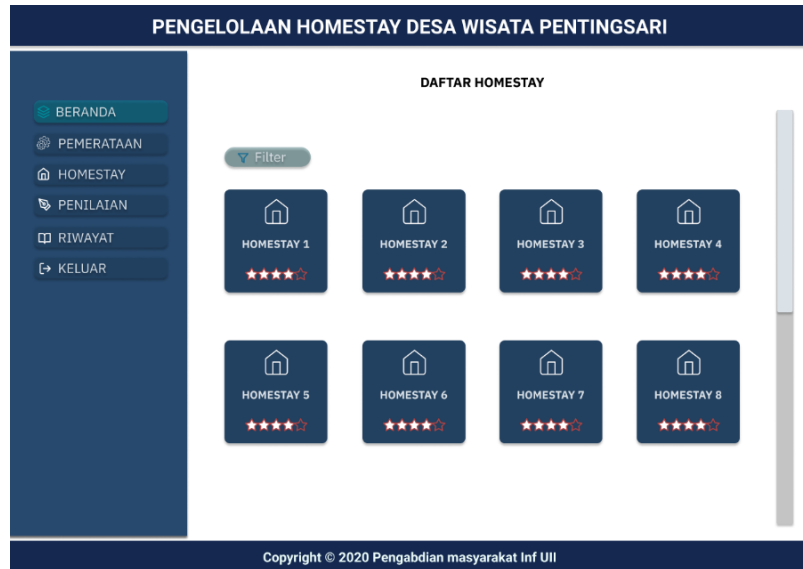 PENGELOLAAN HOMESTAY DESA WISATA PENTINGSARI
BERANDA
PEMERATAAN
HOMESTAY
PENILAIAN
RIWAYAT
KELUAR
DAFTAR HOMESTAY
Filter
HOMESTAY 1
HOMESTAY 2
HOMESTAY 3
HOMESTAY 4
HOMESTAY 5
HOMESTAY 6
HOMESTAY 7
HOMESTAY 8
Copyright © 2020 Pengabdian masyarakat Inf UII